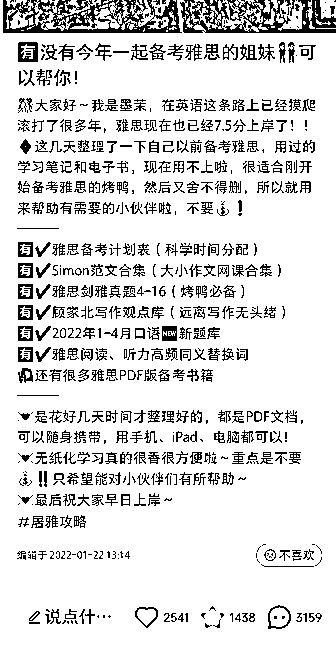 🈶没有今年一起备考雅思的姐妹👭可
以帮你！
👯大家好～我是墨茉，在英语这条路上已经摸爬
滚打了很多年，雅思现在也已经7.5分上岸了！！
♦️这几天整理了一下自己以前备考雅思，用过的
学习笔记和电子书，现在用不上啦，很适合刚开
始备考雅思的烤鸭，然后又舍不得删，所以就用
来帮助有需要的小伙伴啦，不要💰❗
🈶✔️雅思备考计划表（科学时间分配）
🈶✔️Simon范文合集（大小作文网课合集）
🈶✔️雅思剑雅真题4-16（烤鸭必备）
🈶✔️顾家北写作观点库（远离写作无头绪）
🈶✔️2022年1-4月口语🆕新题库
🈶✔️雅思阅读、听力高频同义替换词
还有很多雅思PDF版备考书籍
是花好几天时间才整理好的，都是PDF文档，
可以随身携带，用手机、iPad、电脑都可以！
无纸化学习真的很香很方便啦～重点是不要
💰‼️只希望能对小伙伴们有所帮助～
最后祝大家早日上岸～
#屠雅攻略
编辑于 2022-01-22 13:14
不喜欢
说点什… 2541 1438 3159